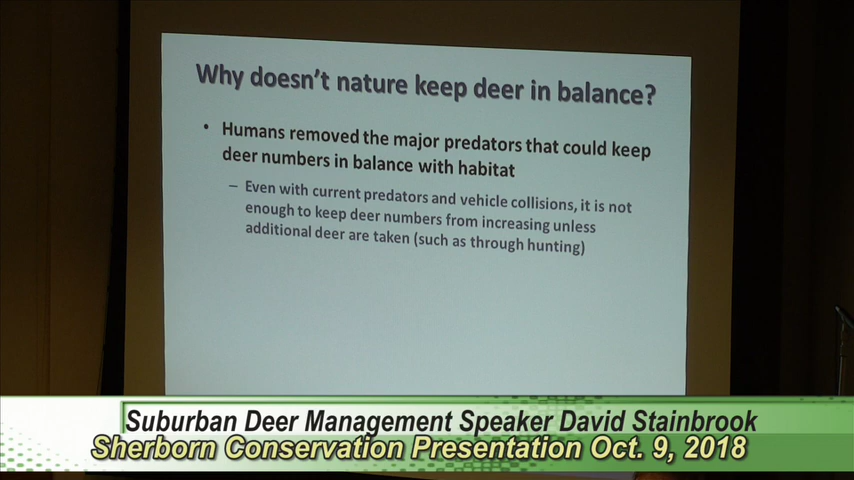 Why doesn't nature keep deer in balance?
• Humans removed the major predators that could keep
deer numbers in balance with habitat
– Even with current predators and vehicle collisions, it is not
enough to keep deer numbers from increasing unless
additional deer are taken (such as through hunting)
Suburban Deer Management Speaker David Stainbrook
Sherborn Conservation Presentation Oct. 9, 2018